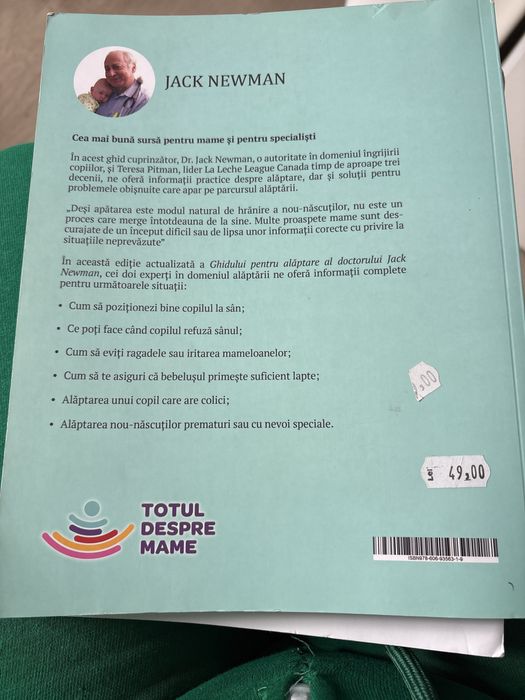 JACK NEWMAN
Cea mai bună sursă pentru mame și pentru specialiști
În acest ghid cuprinzător, Dr. Jack Newman, o autoritate în domeniul îngrijirii
copiilor, și Teresa Pitman, lider La Leche League Canada timp de aproape trei
decenii, ne oferă informații practice despre alăptare, dar și soluții pentru
problemele obișnuite care apar pe parcursul alăptării.
„Deși apătarea este modul natural de hrănire a nou-născuților, nu este un
proces care merge întotdeauna de la sine. Multe proaspete mame sunt des-
curajate de un început dificil sau de lipsa unor informații corecte cu privire la
situațiile neprevăzute”
În această ediție actualizată a Ghidului pentru alăptare al doctorului Jack
Newman, cei doi experți în domeniul alăptării ne oferă informații complete
pentru următoarele situații:
• Cum să poziționezi bine copilul la sân;
• Ce poți face când copilul refuză sânul;
• Cum să eviți ragadele sau iritarea mameloanelor;
• Cum să te asiguri că bebelușul primește suficient lapte;
,00
• Alăptarea unui copil care are colici;
• Alăptarea nou-născuților prematuri sau cu nevoi speciale.
Lei 49,00
TOTUL
DESPRE
MAME
ISBN978-606-93563-1-9